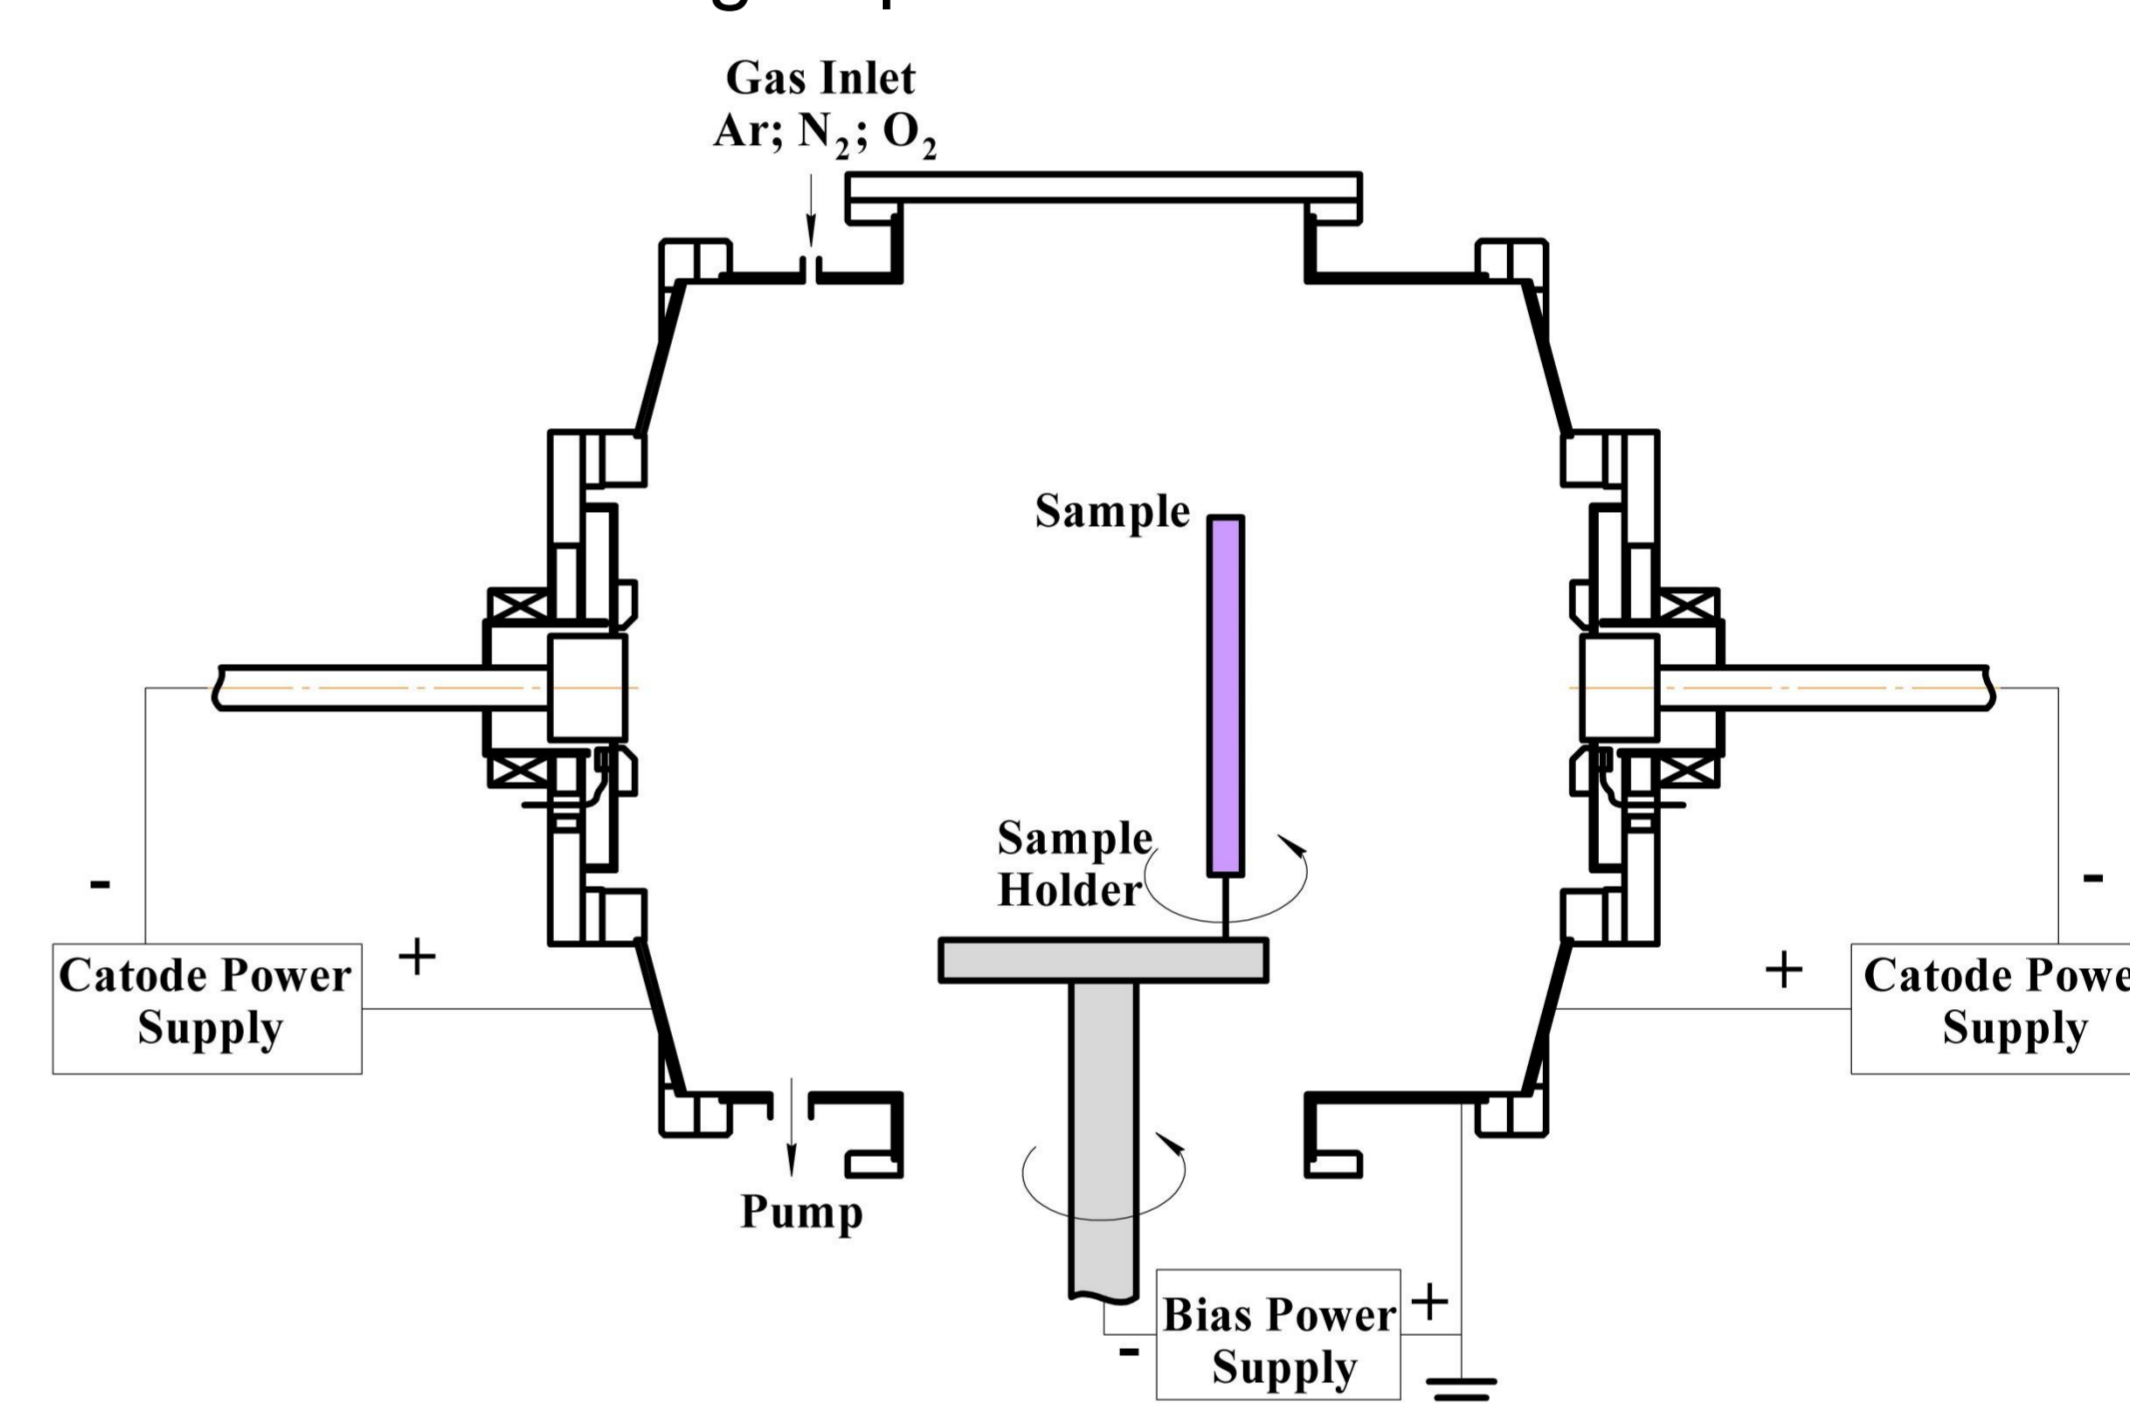 Gas Inlet
Ar; N₂; O₂
Sample
Sample
Holder
-
-
Catode Power
Supply
+
+
Catode Powe
Supply
Pump
Bias Power
Supply
+
-